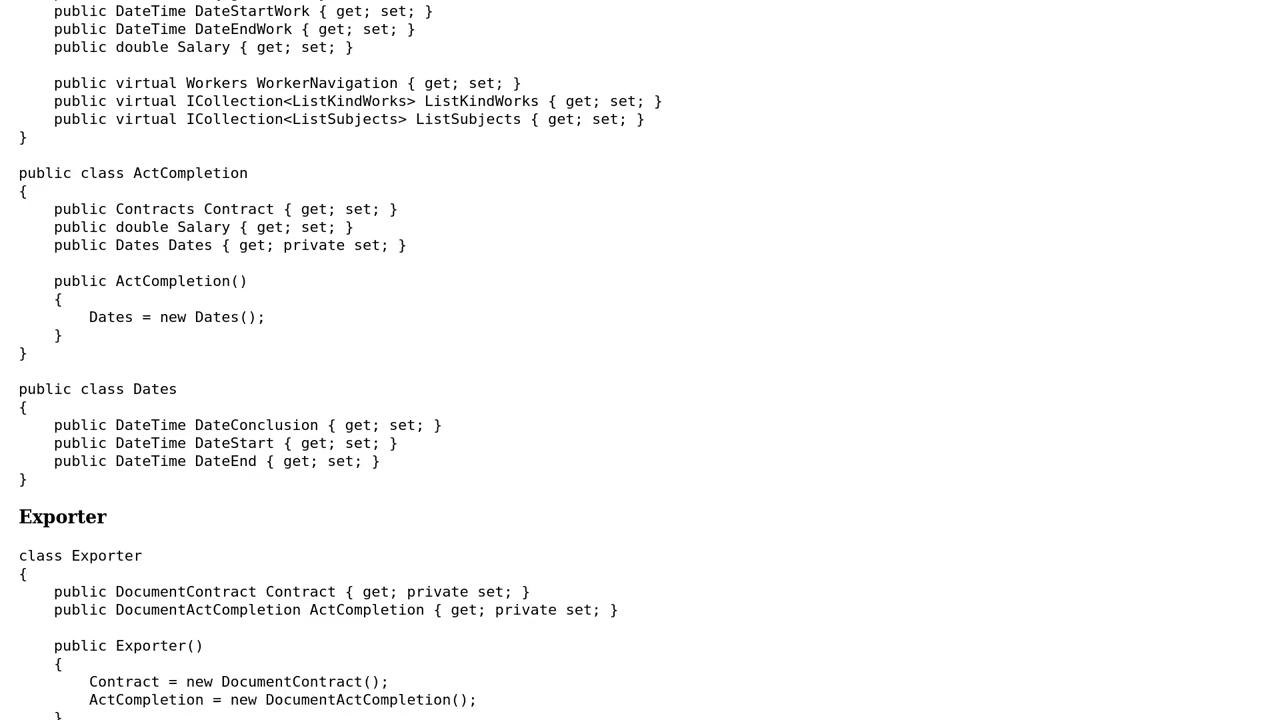 public DateTime DateStartWork { get; set; }
public DateTime DateEndWork { get; set; }
public double Salary { get; set; }
public virtual Workers WorkerNavigation { get; set; }
public virtual ICollection<ListKindWorks> ListKindWorks { get; set; }
public virtual ICollection<ListSubjects> ListSubjects { get; set; }
}
public class ActCompletion
{
public Contracts Contract { get; set; }
public double Salary { get; set; }
public Dates Dates { get; private set; }
public ActCompletion()
{
Dates = new Dates();
}
}
public class Dates
{
public DateTime DateConclusion { get; set; }
public DateTime DateStart { get; set; }
public DateTime DateEnd { get; set; }
}
Exporter
class Exporter
{
public DocumentContract Contract { get; private set; }
public DocumentActCompletion ActCompletion { get; private set; }
public Exporter()
{
Contract = new DocumentContract();
ActCompletion = new DocumentActCompletion();
}